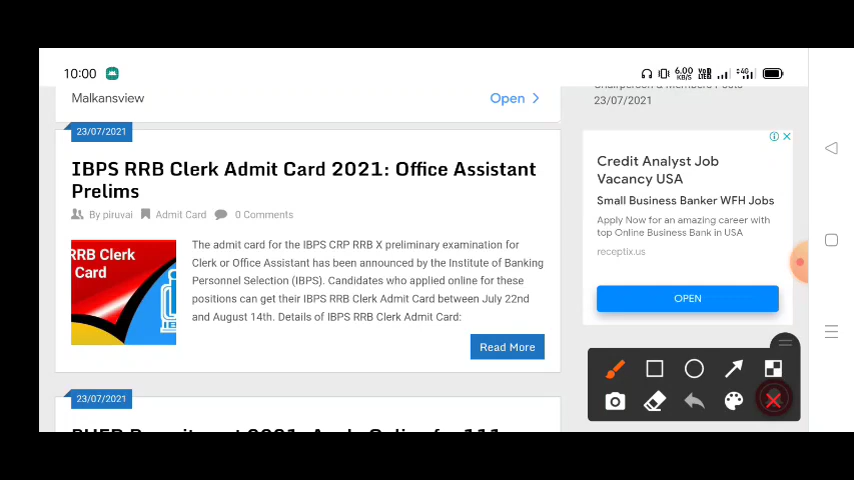 10:00
6.00
KB/S
4G
Malkansview
Open
23/07/2021
23/07/2021
IBPS RRB Clerk Admit Card 2021: Office Assistant
Prelims
By piruvai Admit Card 0 Comments
RRB Clerk
Card
The admit card for the IBPS CRP RRB X preliminary examination for
Clerk or Office Assistant has been announced by the Institute of Banking
Personnel Selection (IBPS). Candidates who applied online for these
positions can get their IBPS RRB Clerk Admit Card between July 22nd
and August 14th. Details of IBPS RRB Clerk Admit Card:
Read More
Credit Analyst Job
Vacancy USA
Small Business Banker WFH Jobs
Apply Now for an amazing career with
top Online Business Bank in USA
receptix.us
OPEN
23/07/2021